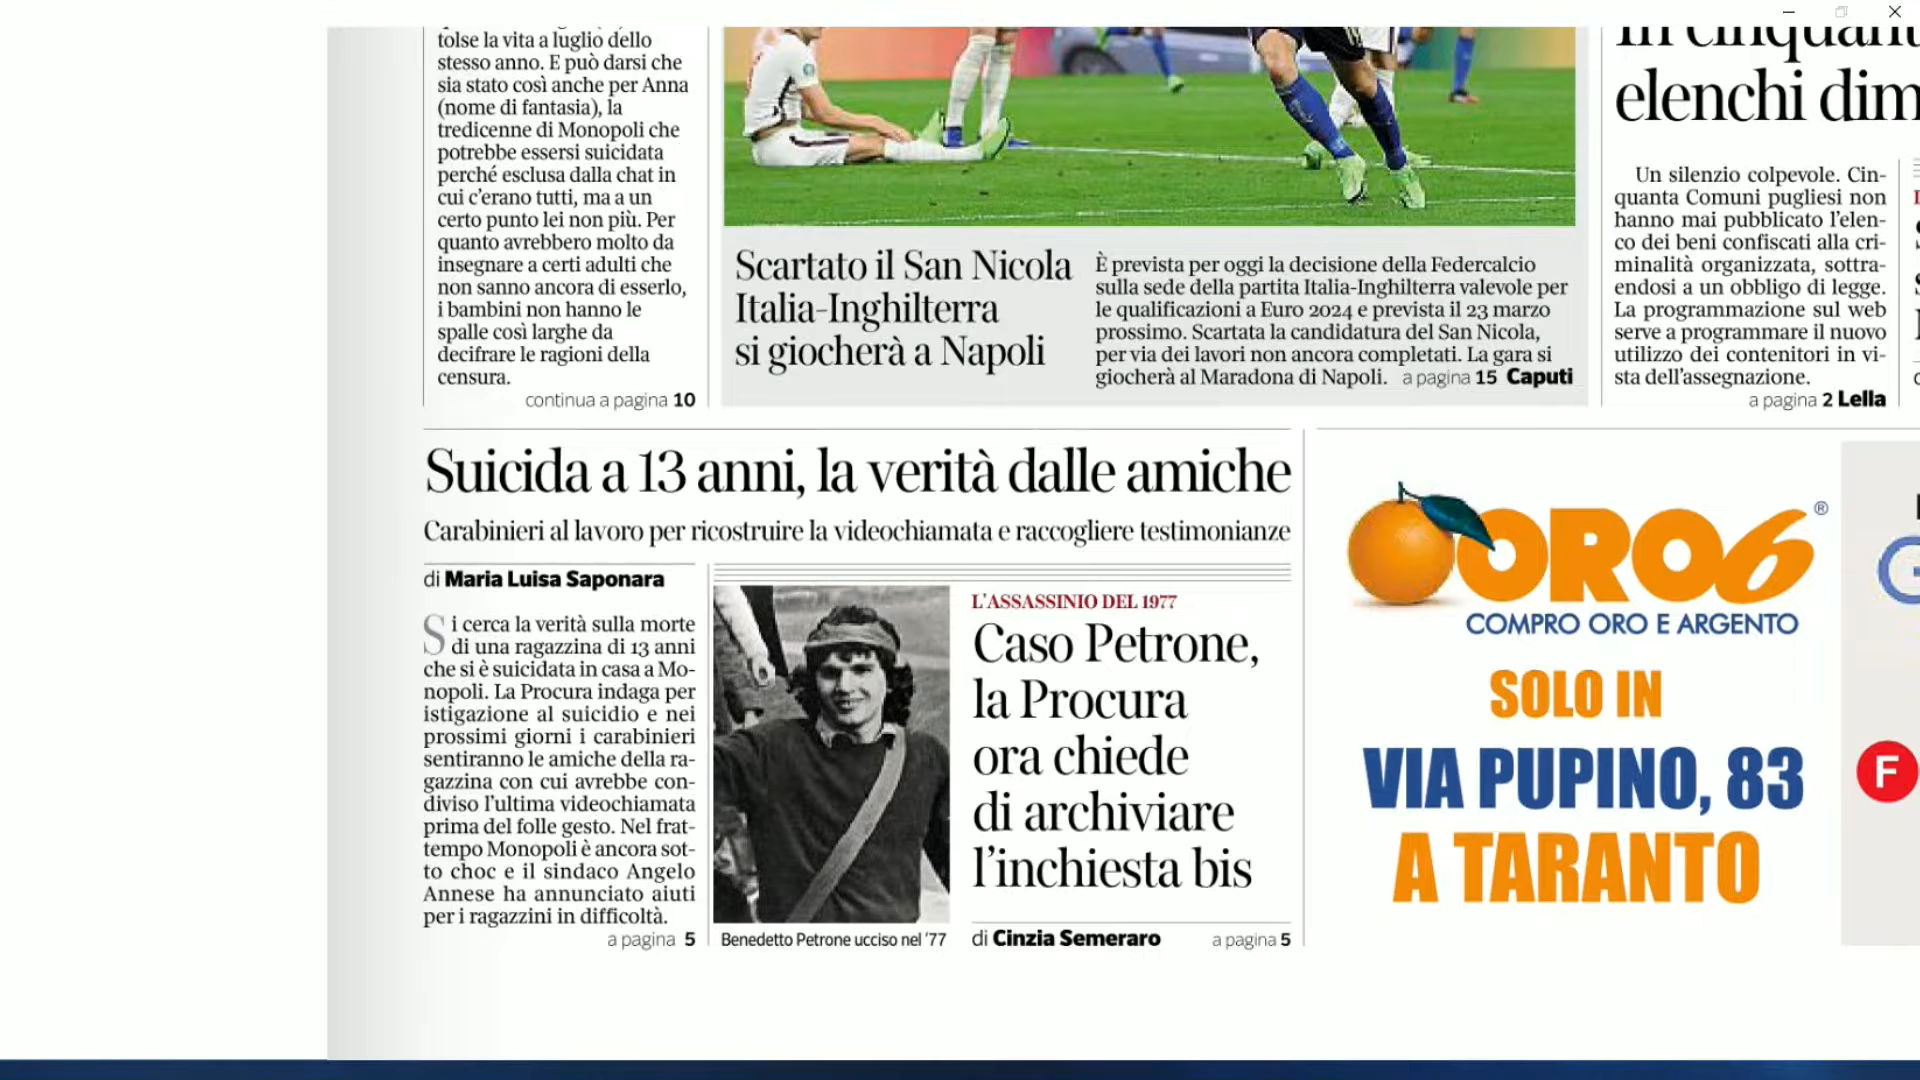 tolse la vita a luglio dello
stesso anno. E può darsi che
sia stato così anche per Anna
(nome di fantasia), la
tredicenne di Monopoli che
potrebbe essersi suicidata
perché esclusa dalla chat in
cui c'erano tutti, ma a un
certo punto lei non più. Per
quanto avrebbero molto da
insegnare a certi adulti che
non sanno ancora di esserlo,
i bambini non hanno le
spalle così larghe da
decifrare le ragioni della
censura.
continua a pagina 10
Scartato il San Nicola
Italia-Inghilterra
si giocherà a Napoli
È prevista per oggi la decisione della Federcalcio
sulla sede della partita Italia-Inghilterra valevole per
le qualificazioni a Euro 2024 e prevista il 23 marzo
prossimo. Scartata la candidatura del San Nicola,
per via dei lavori non ancora completati. La gara si
giocherà al Maradona di Napoli. a pagina 15 Caputi
elenchi dim
Un silenzio colpevole. Cin-
quanta Comuni pugliesi non
hanno mai pubblicato l'elen-
co dei beni confiscati alla cri-
minalità organizzata, sottra-
endosi a un obbligo di legge.
La programmazione sul web
serve a programmare il nuovo
utilizzo dei contenitori in vi-
sta dell'assegnazione.
a pagina 2 Lella
Suicida a 13 anni, la verità dalle amiche
Carabinieri al lavoro per ricostruire la videochiamata e raccogliere testimonianze
di Maria Luisa Saponara
Si cerca la verità sulla morte
di una ragazzina di 13 anni
che si è suicidata in casa a Mo-
nopoli. La Procura indaga per
istigazione al suicidio e nei
prossimi giorni i carabinieri
sentiranno le amiche della ra-
gazzina con cui avrebbe con-
diviso l'ultima videochiamata
prima del folle gesto. Nel frat-
tempo Monopoli è ancora sot-
to choc e il sindaco Angelo
Annese ha annunciato aiuti
per i ragazzini in difficoltà.
a pagina 5
Benedetto Petrone ucciso nel '77
L'ASSASSINIO DEL 1977
Caso Petrone,
la Procura
ora chiede
di archiviare
l'inchiesta bis
di Cinzia Semeraro a pagina 5
ORO6®
COMPRO ORO E ARGENTO
SOLO IN
VIA PUPINO, 83
A TARANTO
F